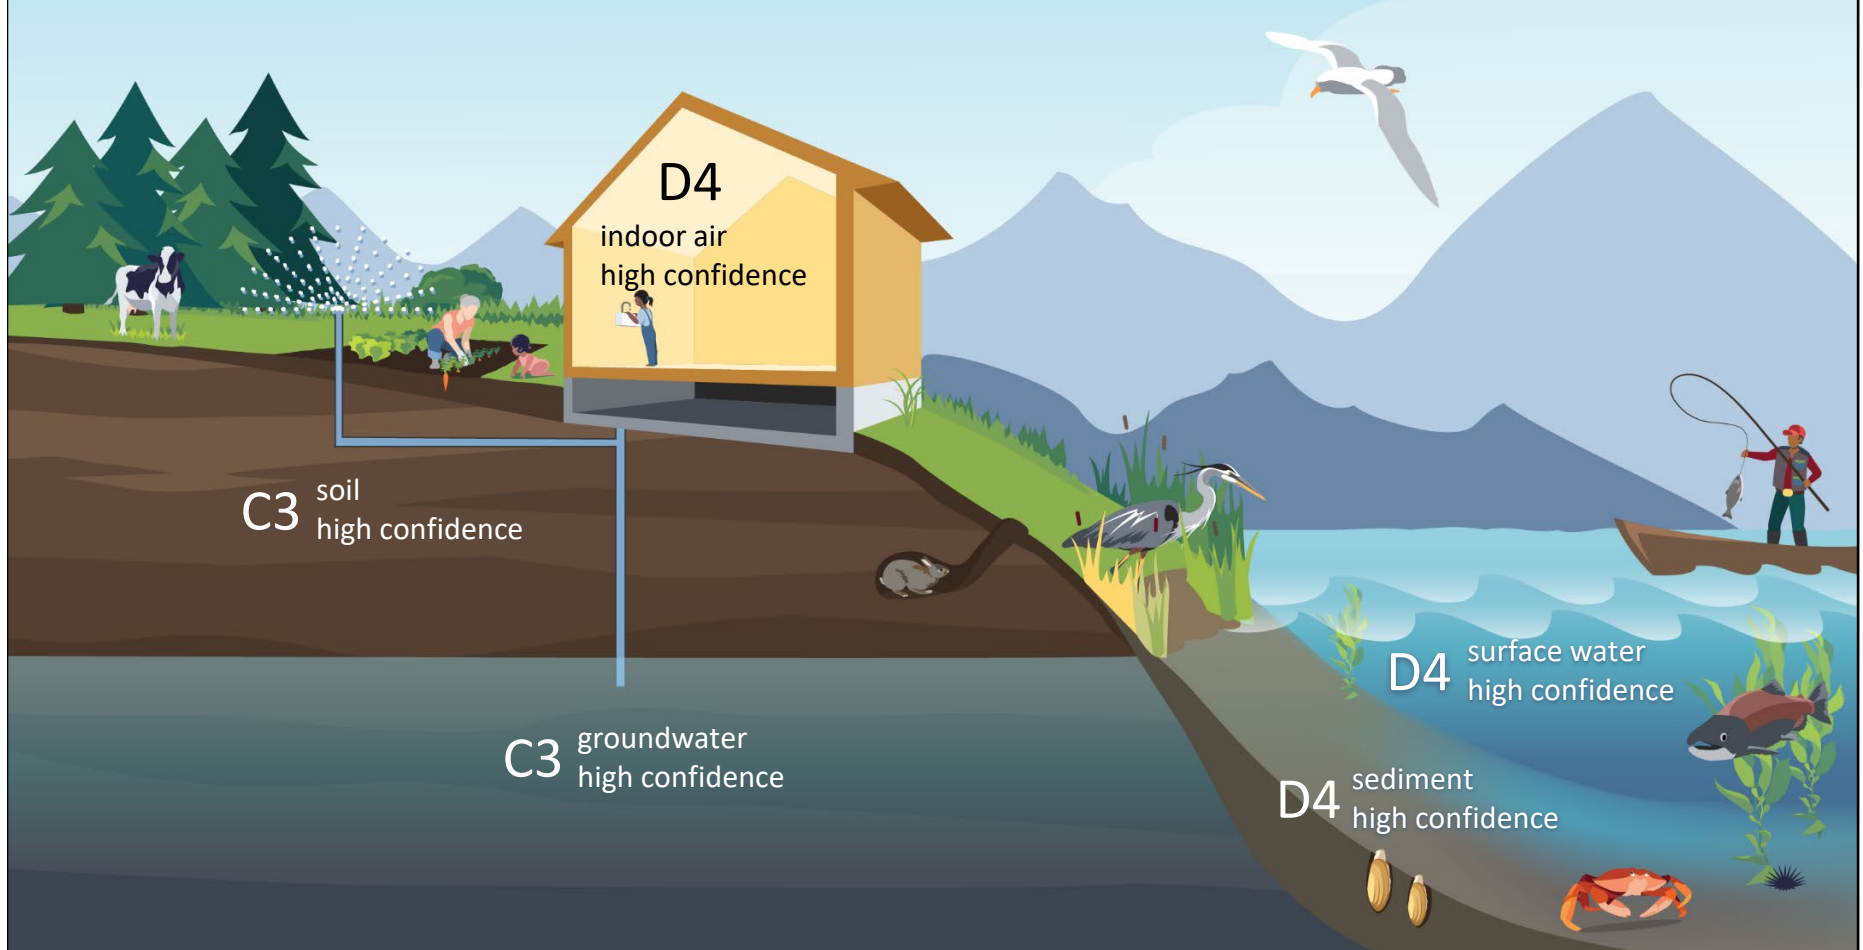 D4
indoor air
high confidence
C3
soil
high confidence
C3
groundwater
high confidence
D4
surface water
high confidence
D4
sediment
high confidence